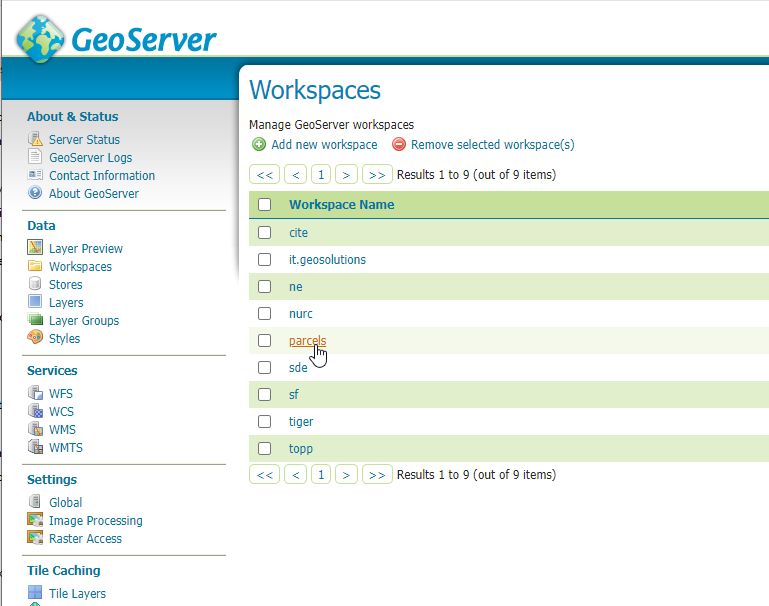 GeoServer
About & Status
Server Status
GeoServer Logs
Contact Information
About GeoServer
Data
Layer Preview
Workspaces
Stores
Layers
Layer Groups
Styles
Services
WFS
WCS
WMS
WMTS
Settings
Global
Image Processing
Raster Access
Tile Caching
Tile Layers
Workspaces
Manage GeoServer workspaces
Add new workspace Remove selected workspace(s)
<< < 1 > >> Results 1 to 9 (out of 9 items)
Workspace Name
cite
it.geosolutions
ne
nurc
parcels
sde
sf
tiger
topp
<< < 1 > >> Results 1 to 9 (out of 9 items)